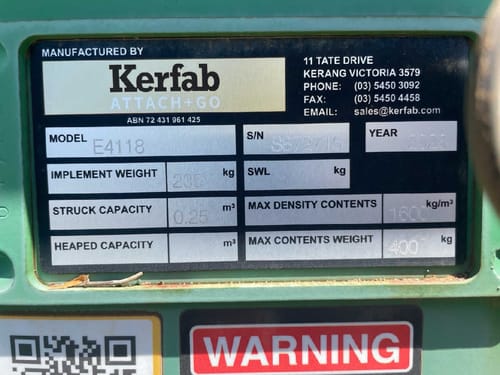 MANUFACTURED BY
Kerfab
ATTACH+GO
ABN 72 431 961 425
11 TATE DRIVE
KERANG VICTORIA 3579
PHONE: (03) 5450 3092
FAX: (03) 5450 4458
EMAIL: sales@kerfab.com
MODEL E4118
S/N
YEAR
IMPLEMENT WEIGHT kg
SWL kg
STRUCK CAPACITY 0.25 m³
MAX DENSITY CONTENTS 1600 kg/m³
HEAPED CAPACITY m³
MAX CONTENTS WEIGHT 400 kg
WARNING